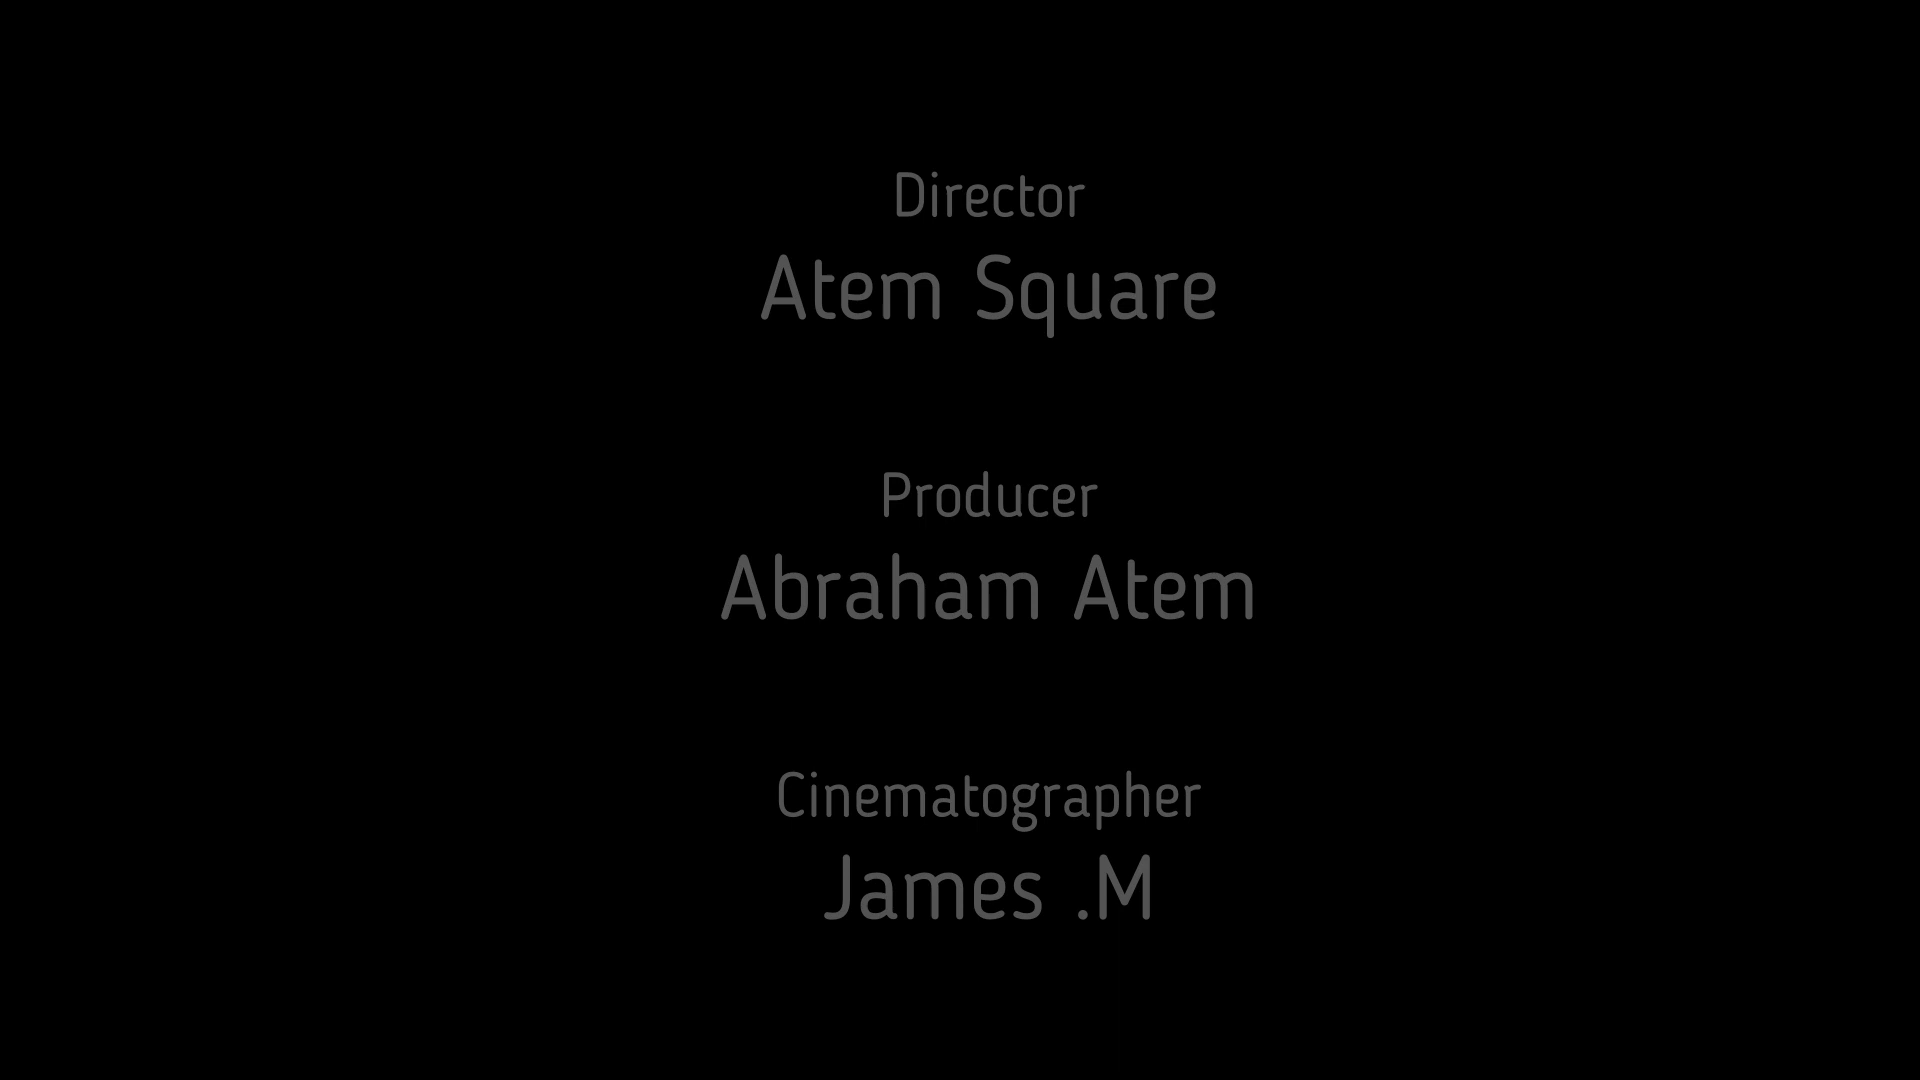 Director
Atem Square
Producer
Abraham Atem
Cinematographer
James .M